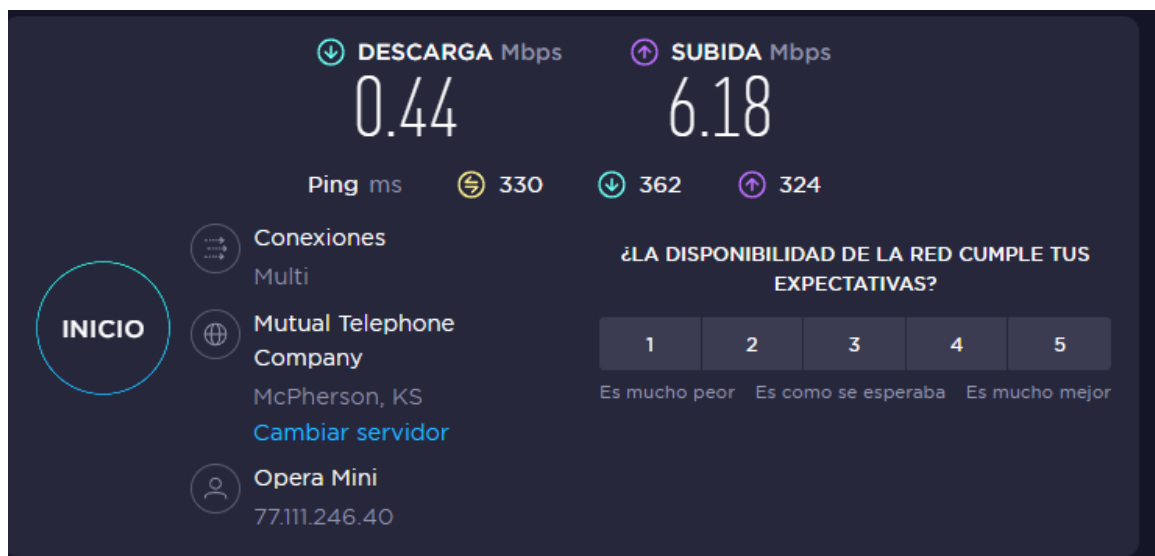 DESCARGA Mbps
SUBIDA Mbps
0.44
6.18
Ping ms 330 362 324
Conexiones
Multi
¿LA DISPONIBILIDAD DE LA RED CUMPLE TUS
EXPECTATIVAS?
INICIO
Mutual Telephone
Company
McPherson, KS
Cambiar servidor
1 2 3 4 5
Es mucho peor Es como se esperaba Es mucho mejor
Opera Mini
77.111.246.40